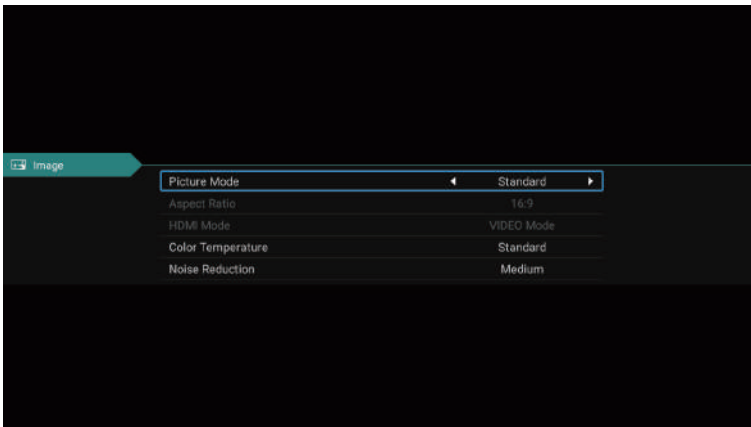 Image
Picture Mode Standard
Aspect Ratio 16:9
HDMI Mode VIDEO Mode
Color Temperature Standard
Noise Reduction Medium